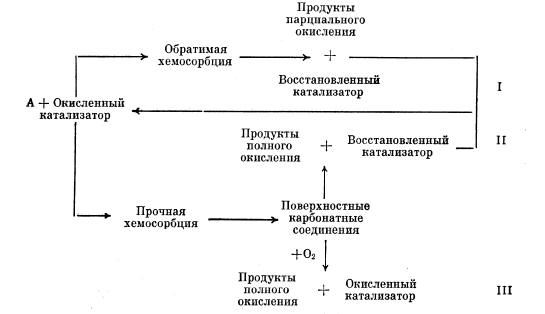 Продукты
парциального
окисления
Обратимая
хемосорбция
+
Восстановленный
катализатор
I
А + Окисленный
катализатор
Продукты
полного
окисления
+
Восстановленный
катализатор
II
Прочная
хемосорбция
Поверхностные
карбонатные
соединения
+O₂
Продукты
полного
окисления
+
Окисленный
катализатор
III